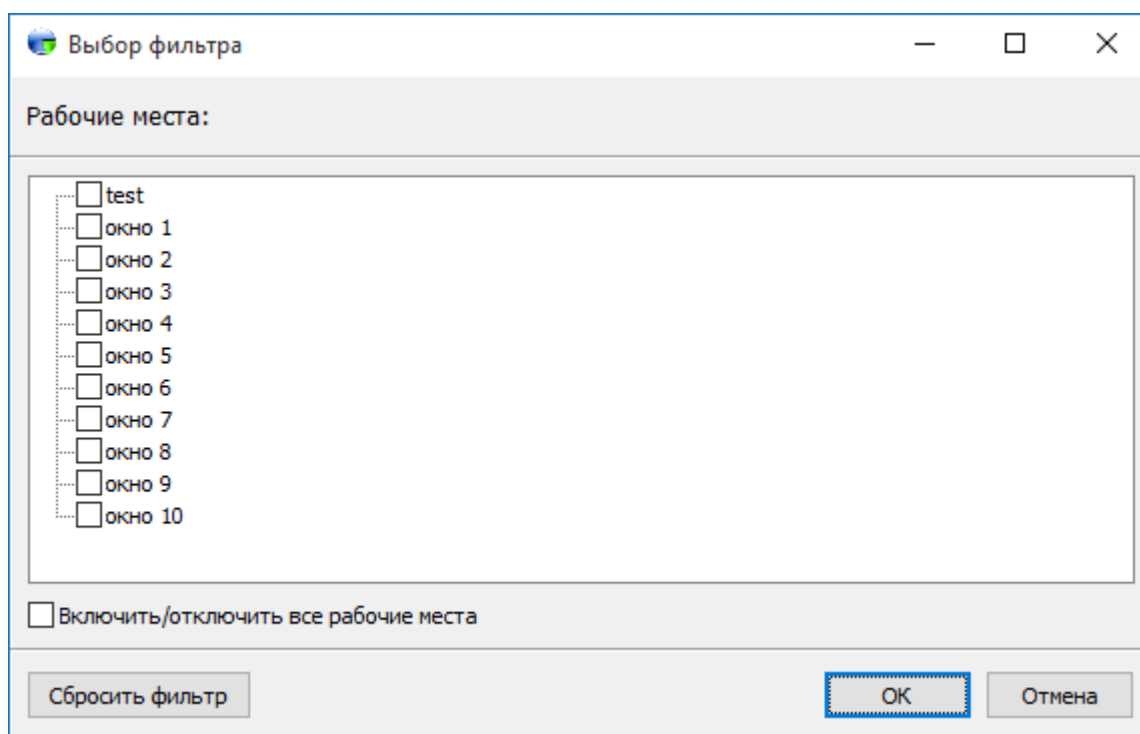 Выбор фильтра
Рабочие места:
test
окно 1
окно 2
окно 3
окно 4
окно 5
окно 6
окно 7
окно 8
окно 9
окно 10
Включить/отключить все рабочие места
Сбросить фильтр
OK
Отмена